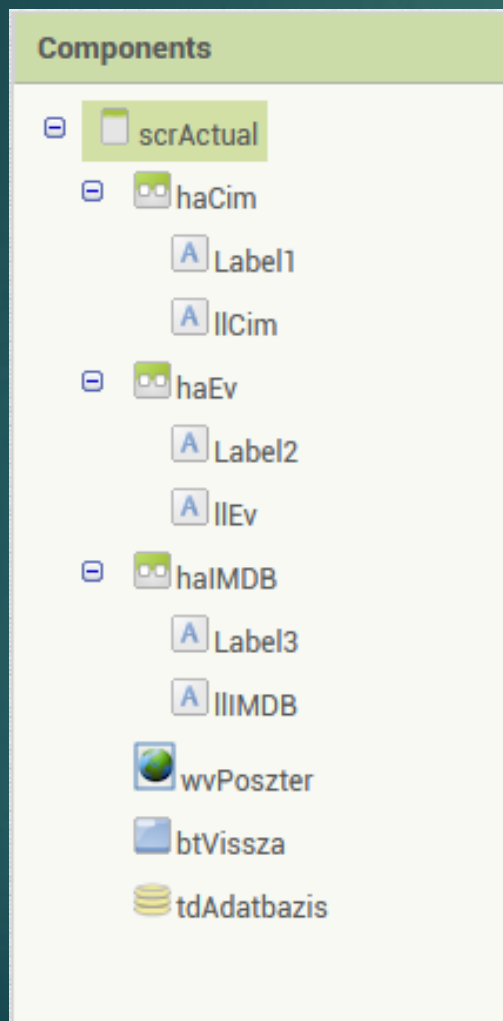 Components
scrActual
haCim
Label1
llCim
haEv
Label2
llEv
haIMDB
Label3
llIMDB
wvPoszter
btVissza
tdAdatbazis